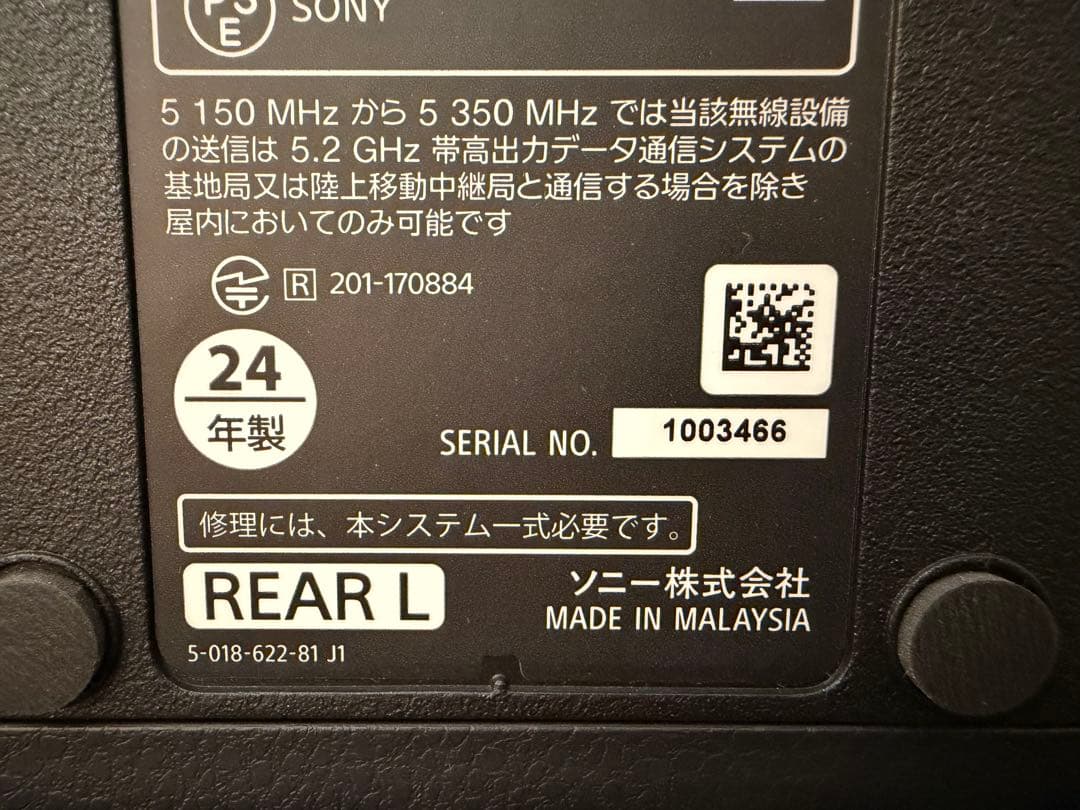 PS
E
SONY
5 150 MHz から 5 350 MHz では当該無線設備
の送信は 5.2 GHz 帯高出力データ通信システムの
基地局又は陸上移動中継局と通信する場合を除き
屋内においてのみ可能です
R 201-170884
24
年製
SERIAL NO. 1003466
修理には、本システム一式必要です。
REAR L
ソニー株式会社
MADE IN MALAYSIA
5-018-622-81 J1